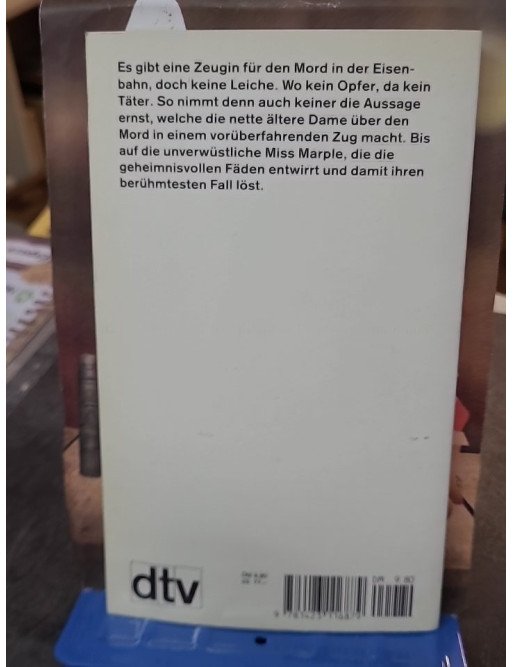 Es gibt eine Zeugin für den Mord in der Eisen-
bahn, doch keine Leiche. Wo kein Opfer, da kein
Täter. So nimmt denn auch keiner die Aussage
ernst, welche die nette ältere Dame über den
Mord in einem vorüberfahrenden Zug macht. Bis
auf die unverwüstliche Miss Marple, die die
geheimnisvollen Fäden entwirrt und damit ihren
berühmtesten Fall löst.
dtv
DM 9.80